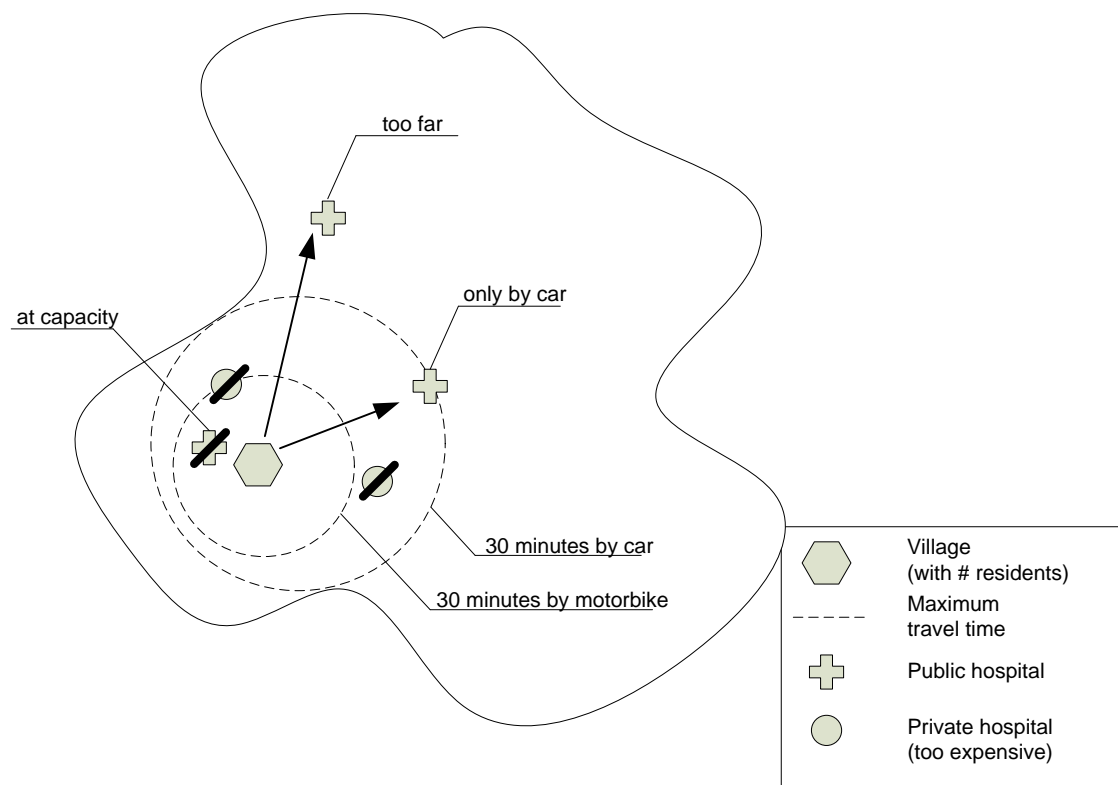 too far
only by car
at capacity
30 minutes by car
30 minutes by motorbike
Village
(with # residents)
Maximum
travel time
Public hospital
Private hospital
(too expensive)